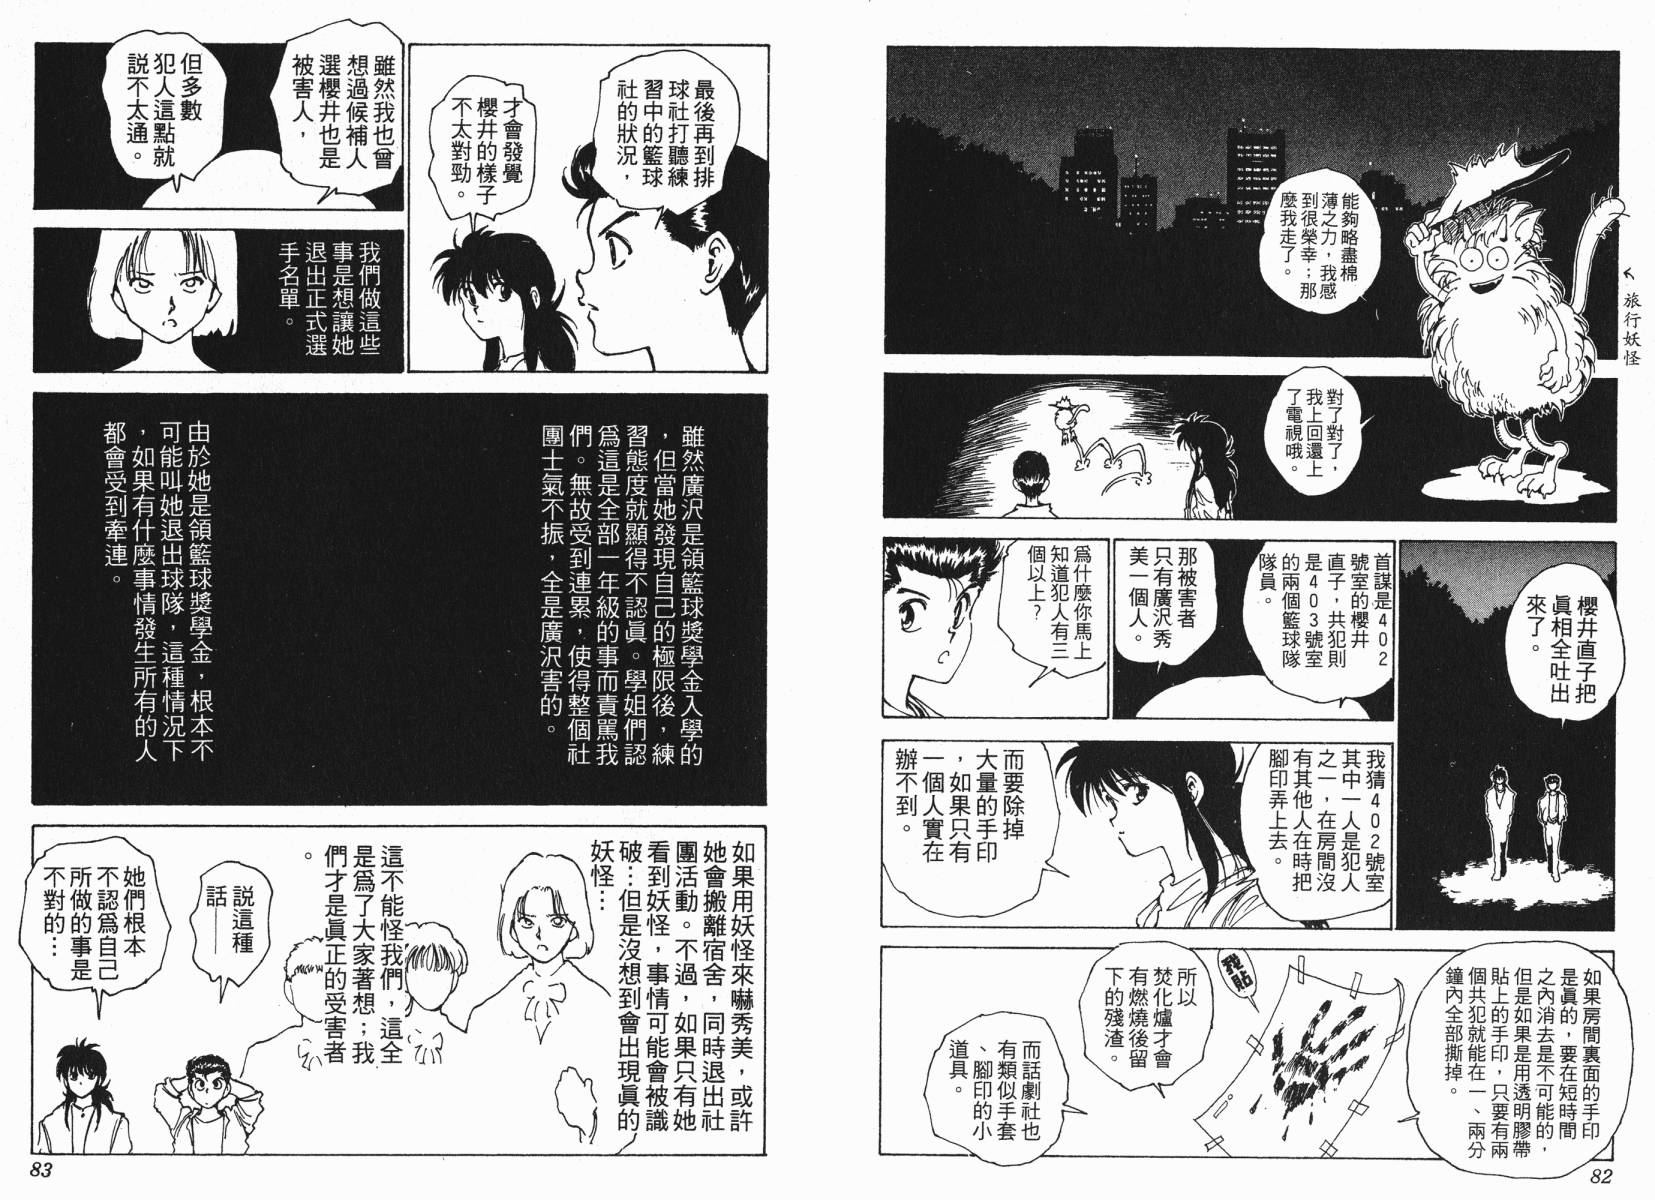 能夠略盡棉
薄之力，我感
到很榮幸；那
麼我走了。
旅行妖怪
對了對了，
我上回還上
了電視哦。
櫻井直子把
真相全吐出
來了。
首謀是402
號室的櫻井
直子，共犯則
是403號室
的兩個籃球隊
隊員。
那被害者
只有廣沢秀
美一個人。
為什麼你馬上
知道犯人有三
個以上？
我猜402號室
其中一人是犯人
之一，在房間沒
有其他人在時把
腳印弄上去。
而要除掉
大量的手印
，如果只有
一個人實在
辦不到。
如果房間裏面的手印
是真的，要在短時間
之內消去是不可能的，
但是如果是用透明膠帶
貼上的手印，只要有兩
個共犯就能在一、兩分
鐘內全部撕掉。
我貼
所以
焚化爐才會
有燃燒後留
下的殘渣。
而話劇社也
有類似手套
、腳印的小
道具。
82
最後再到排
球社打聽練
習中的籃球
社的狀況，
才會發覺
櫻井的樣子
不太對勁。
雖然我也曾
想過候補人
選櫻井也是
被害人，
但多數
犯人這點就
說不太通。
我們做這些
事是想讓她
退出正式選
手名單。
雖然廣沢是領籃球獎學金入學的
，但當她發現自己的極限後，練
習態度就顯得不認真。學姐們認
為這是全部一年級的事而責罵我
們。無故受到連累，使得整個社
團士氣不振，全是廣沢害的。
由於她是領籃球獎學金，根本不
可能叫她退出球隊，這種情況下
，如果有什麼事情發生所有的人
都會受到牽連。
如果用妖怪來嚇秀美，或許
她會搬離宿舍，同時退出社
團活動。不過，如果只有她
看到妖怪，事情可能會被識
破…但是沒想到會出現真的
妖怪…
這不能怪我們，這全
是為了大家著想；我
們才是真正的受害者
。
說這種
話——
她們根本
不認為自己
所做的事是
不對的…
83